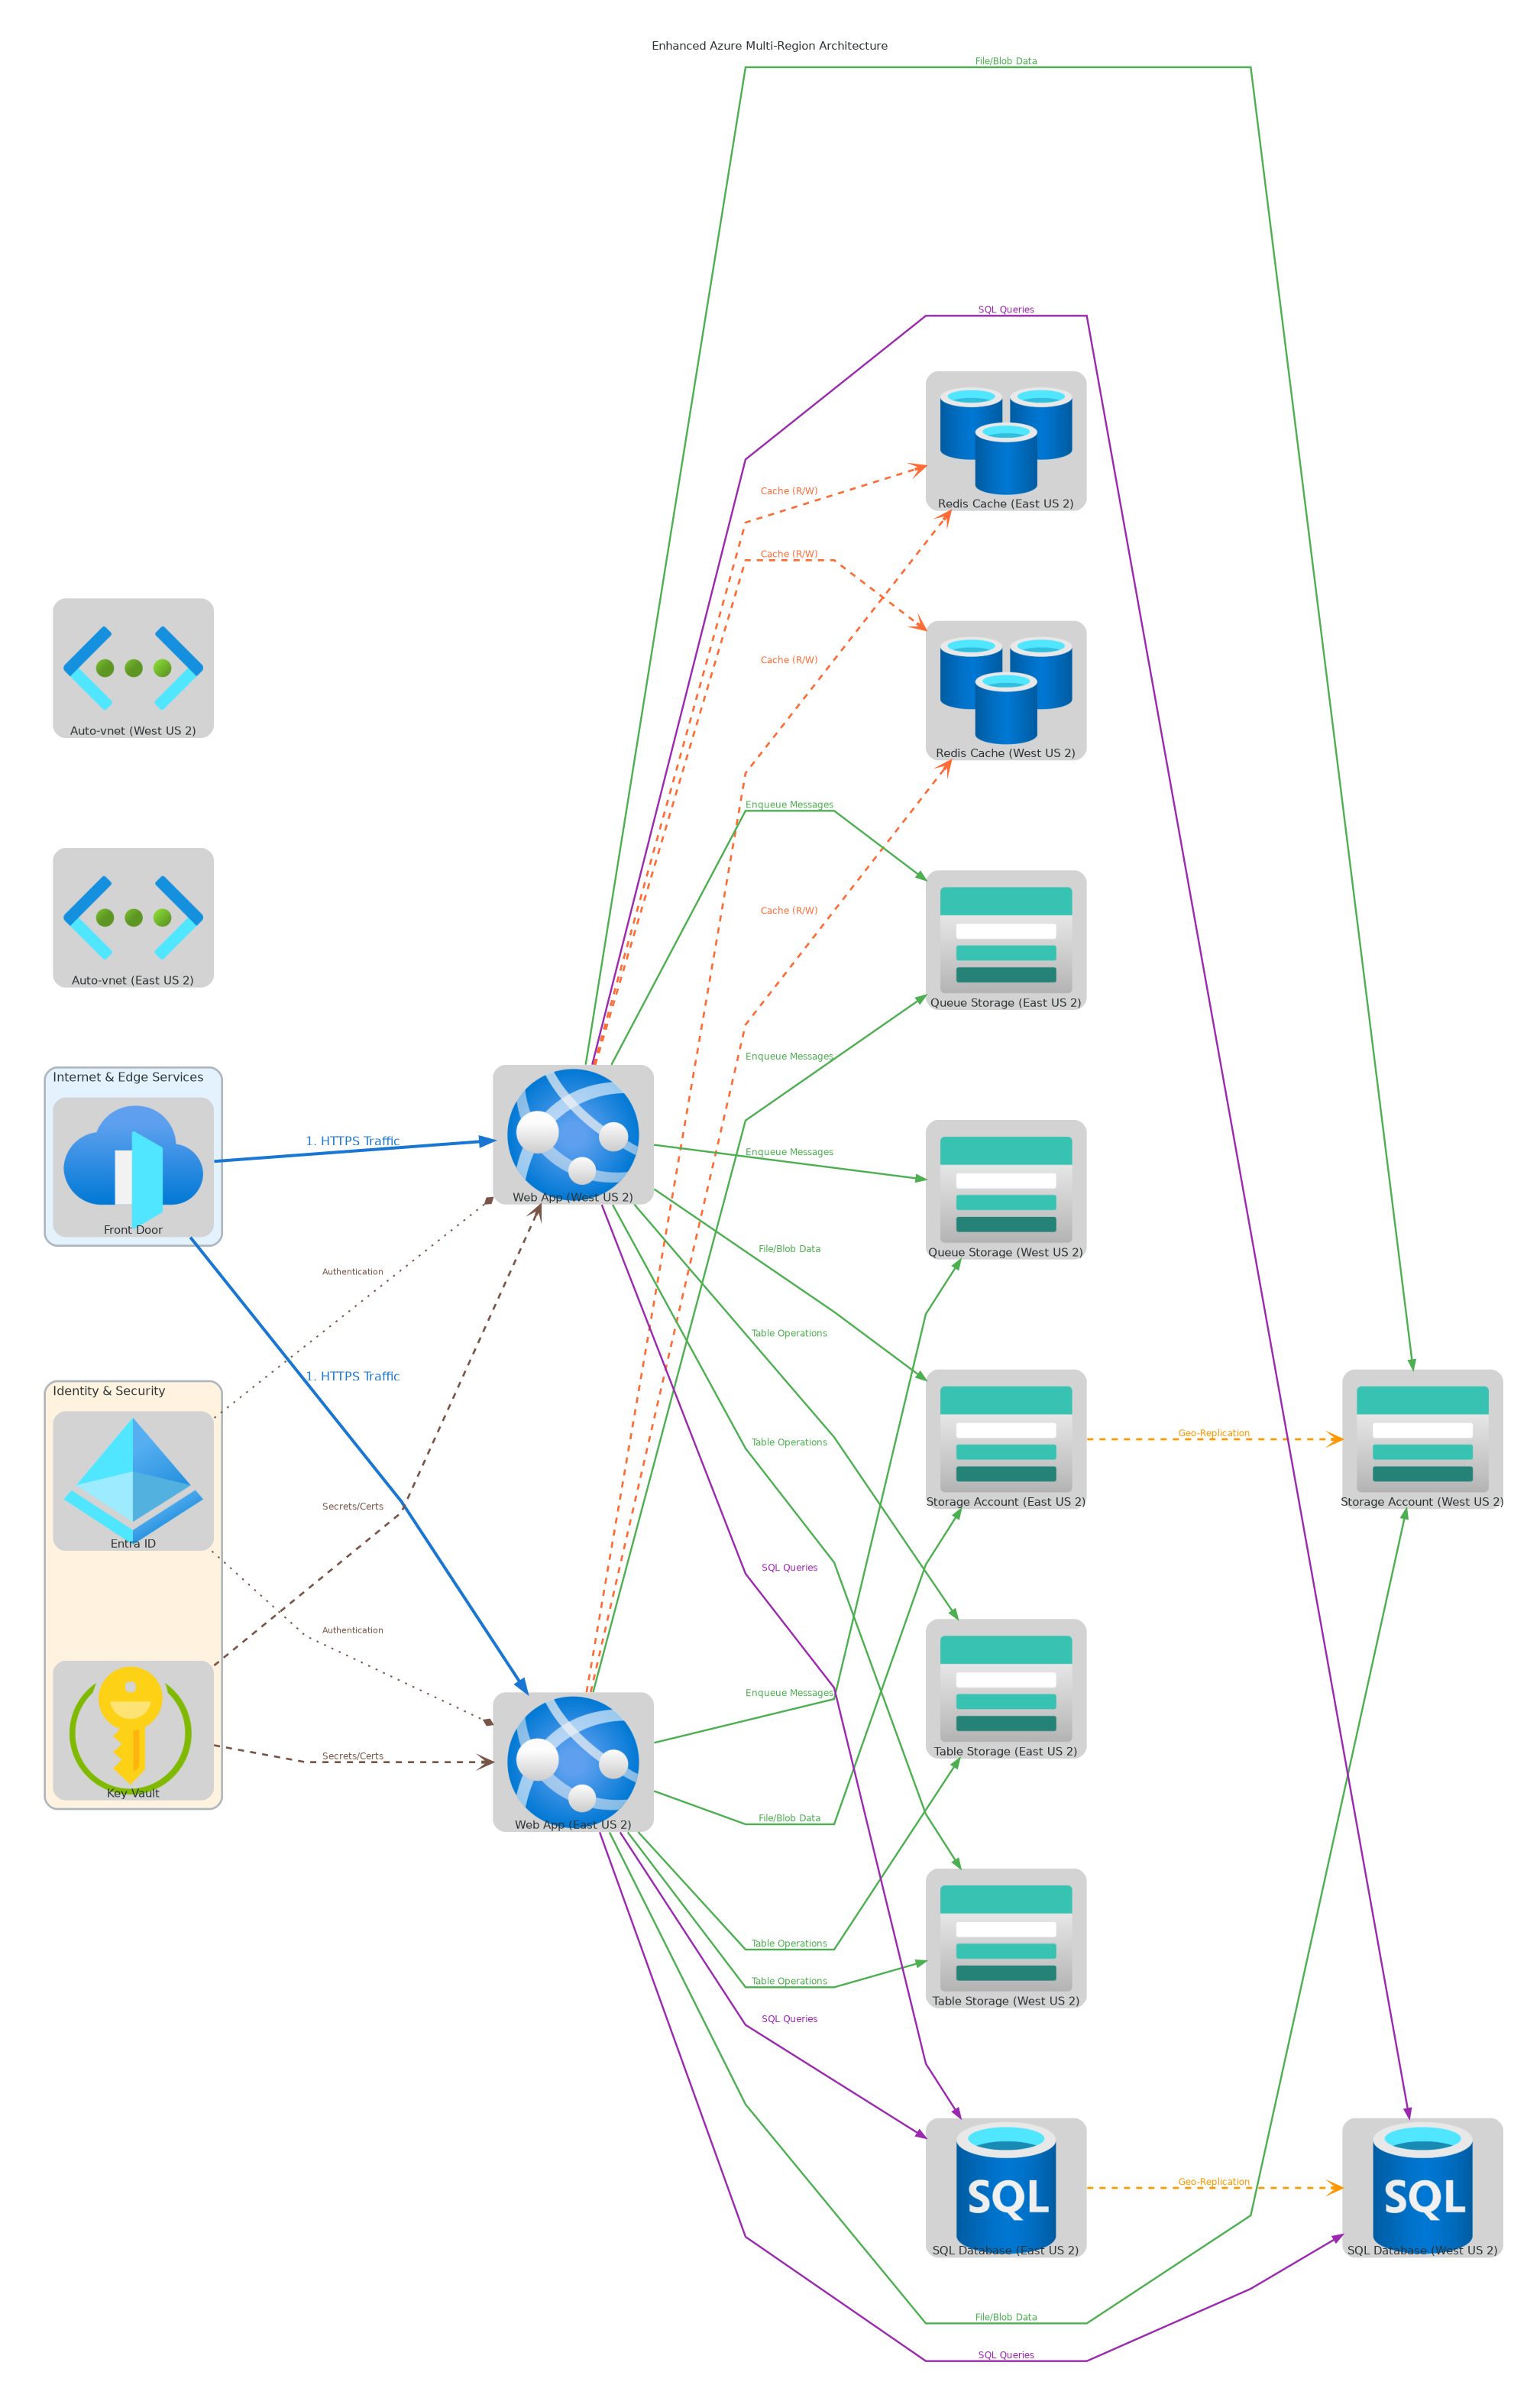 Enhanced Azure Multi-Region Architecture
File/Blob Data
SQL Queries
Cache (R/W)
Redis Cache (East US 2)
Cache (R/W)
Cache (R/W)
Auto-vnet (West US 2)
Redis Cache (West US 2)
Enqueue Messages
Cache (R/W)
Auto-vnet (East US 2)
Queue Storage (East US 2)
Enqueue Messages
Internet & Edge Services
1. HTTPS Traffic
Enqueue Messages
Web App (West US 2)
Front Door
File/Blob Data
Queue Storage (West US 2)
Authentication
Table Operations
1. HTTPS Traffic
Identity & Security
Geo-Replication
Table Operations
Storage Account (East US 2)
Storage Account (West US 2)
Secrets/Certs
Entra ID
SQL Queries
Authentication
Enqueue Messages
Table Storage (East US 2)
Secrets/Certs
Key Vault
File/Blob Data
Web App (East US 2)
Table Operations
Table Operations
Table Storage (West US 2)
SQL Queries
Geo-Replication
SQL
SQL
SQL Database (East US 2)
SQL Database (West US 2)
File/Blob Data
SQL Queries